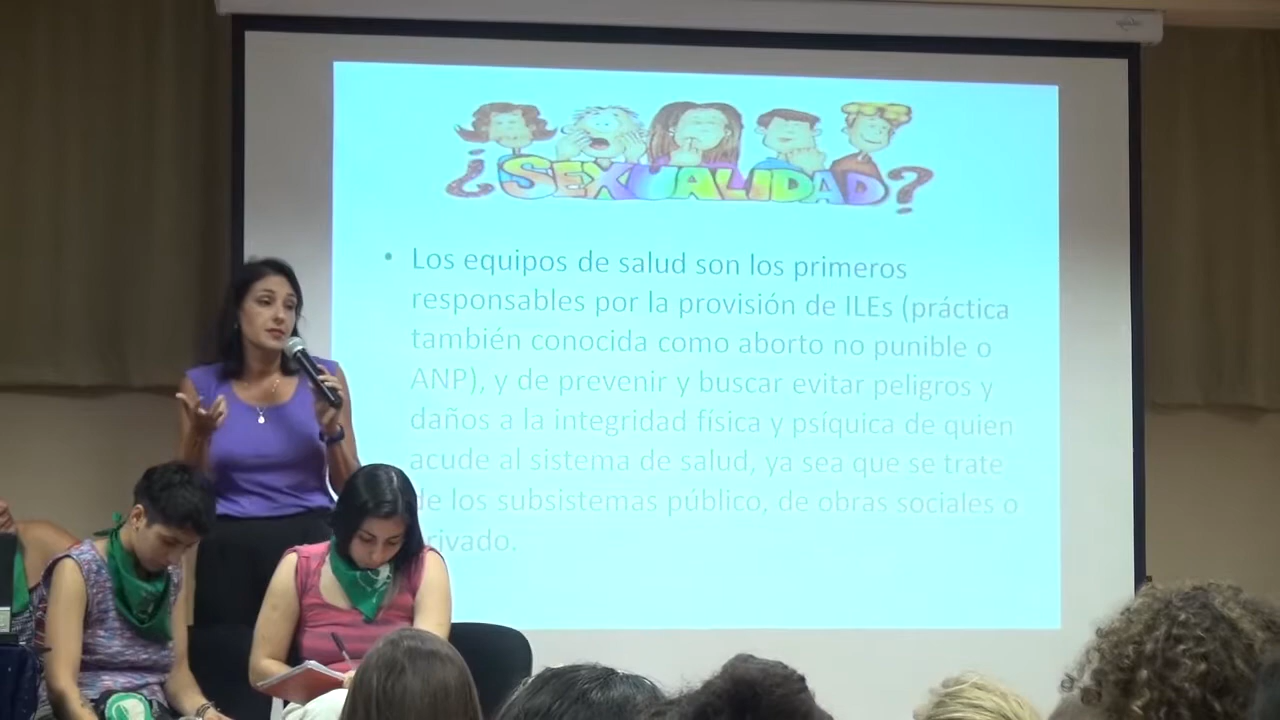 ¿SEXUALIDAD?
• Los equipos de salud son los primeros
responsables por la provisión de ILEs (práctica
también conocida como aborto no punible o
ANP), y de prevenir y buscar evitar peligros y
daños a la integridad física y psíquica de quien
acude al sistema de salud, ya sea que se trate
de los subsistemas público, de obras sociales o
rivado.